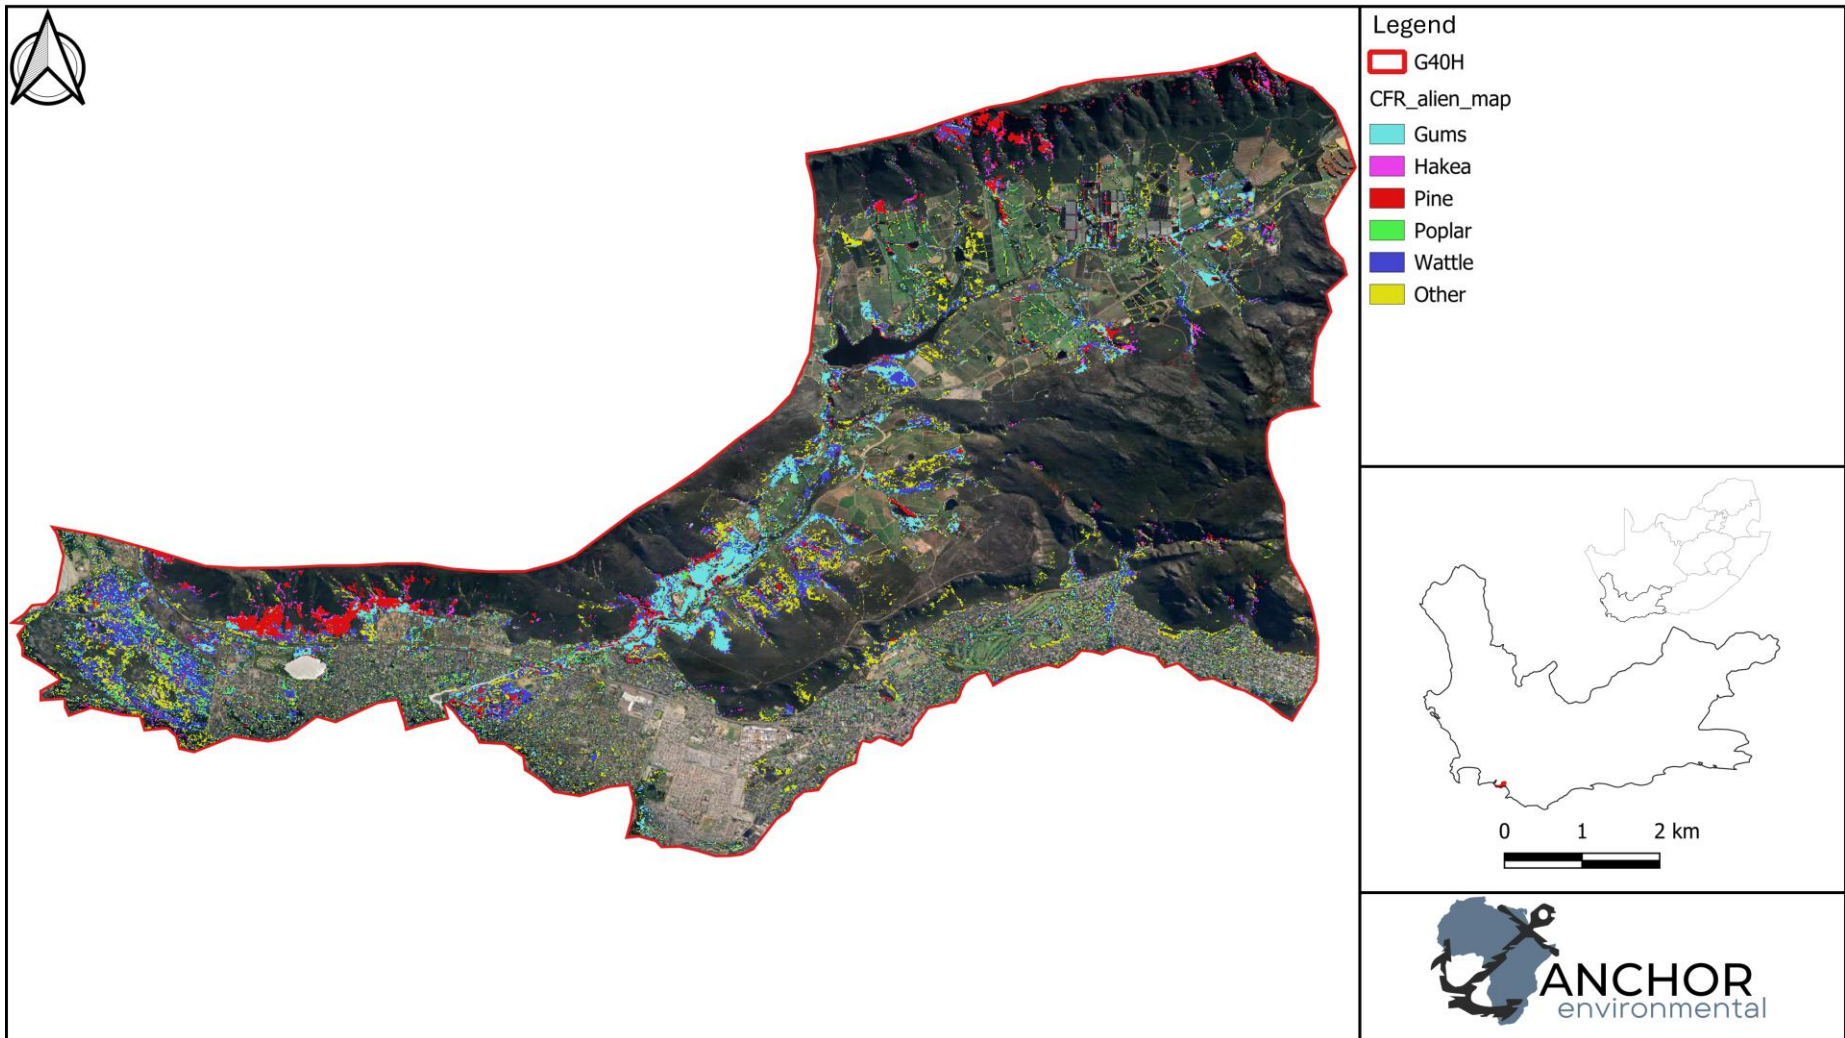 Legend
G40H
CFR_alien_map
Gums
Hakea
Pine
Poplar
Wattle
Other
0 1 2 km
ANCHOR
environmental